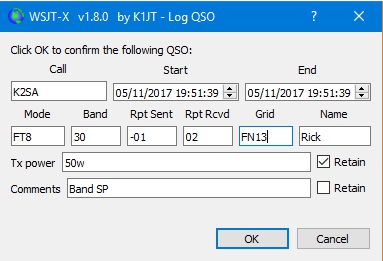 WSJT-X v1.8.0 by K1JT - Log QSO
Click OK to confirm the following QSO:
Call Start End
K2SA 05/11/2017 19:51:39 05/11/2017 19:51:39
Mode Band Rpt Sent Rpt Rcvd Grid Name
FT8 30 -01 02 FN13 Rick
Tx power 50w Retain
Comments Band SP Retain
OK Cancel